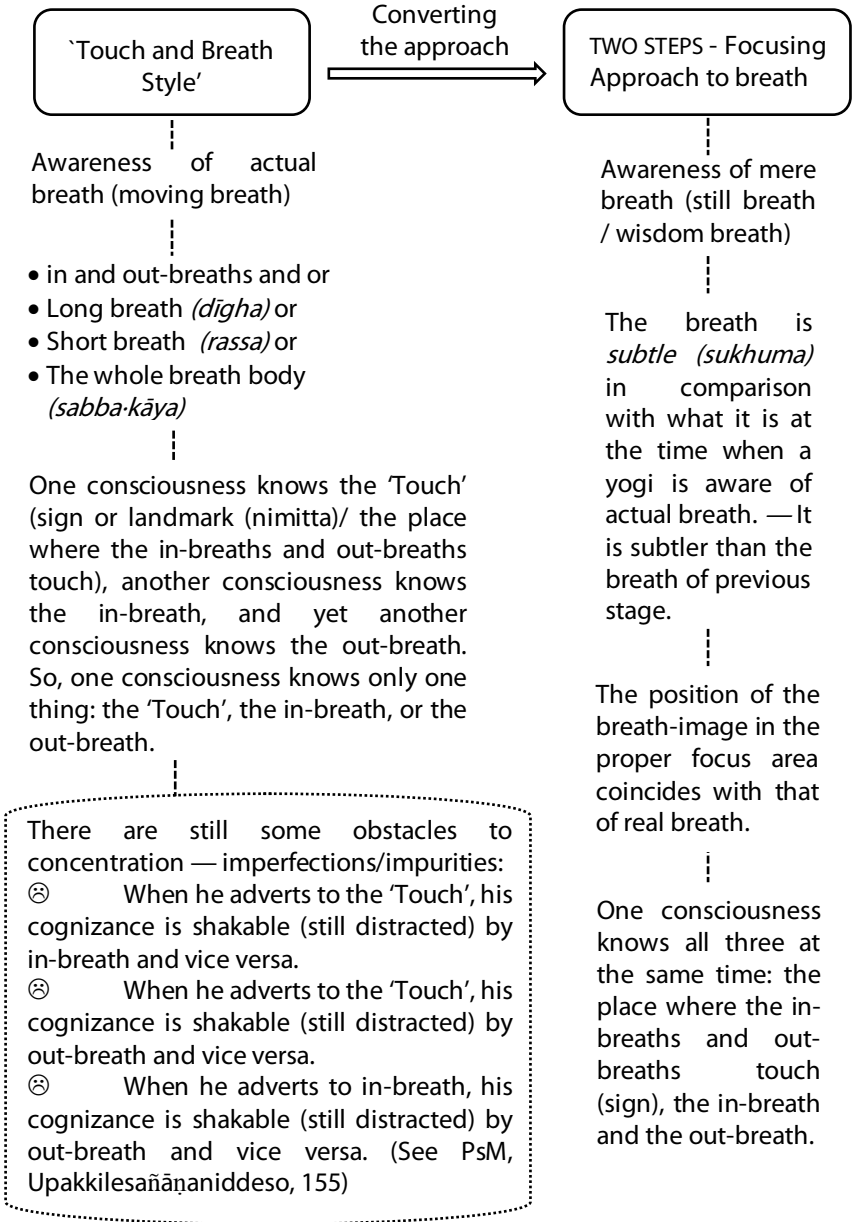 `Touch and Breath
Style’
Converting
the approach
TWO STEPS - Focusing
Approach to breath
Awareness of actual
breath (moving breath)
• in and out-breaths and or
• Long breath (dīgha) or
• Short breath (rassa) or
• The whole breath body
(sabba·kāya)
One consciousness knows the ‘Touch’
(sign or landmark (nimitta)/ the place
where the in-breaths and out-breaths
touch), another consciousness knows
the in-breath, and yet another
consciousness knows the out-breath.
So, one consciousness knows only one
thing: the ‘Touch’, the in-breath, or the
out-breath.
There are still some obstacles to
concentration — imperfections/impurities:
☹ When he adverts to the ‘Touch’, his
cognizance is shakable (still distracted) by
in-breath and vice versa.
☹ When he adverts to the ‘Touch’, his
cognizance is shakable (still distracted) by
out-breath and vice versa.
☹ When he adverts to in-breath, his
cognizance is shakable (still distracted) by
out-breath and vice versa. (See PsM,
Upakkilesañāṇaniddeso, 155)
Awareness of mere
breath (still breath
/ wisdom breath)
The breath is
subtle (sukhuma)
in comparison
with what it is at
the time when a
yogi is aware of
actual breath. — It
is subtler than the
breath of previous
stage.
The position of the
breath-image in the
proper focus area
coincides with that
of real breath.
One consciousness
knows all three at
the same time: the
place where the in-
breaths and out-
breaths touch
(sign), the in-breath
and the out-breath.